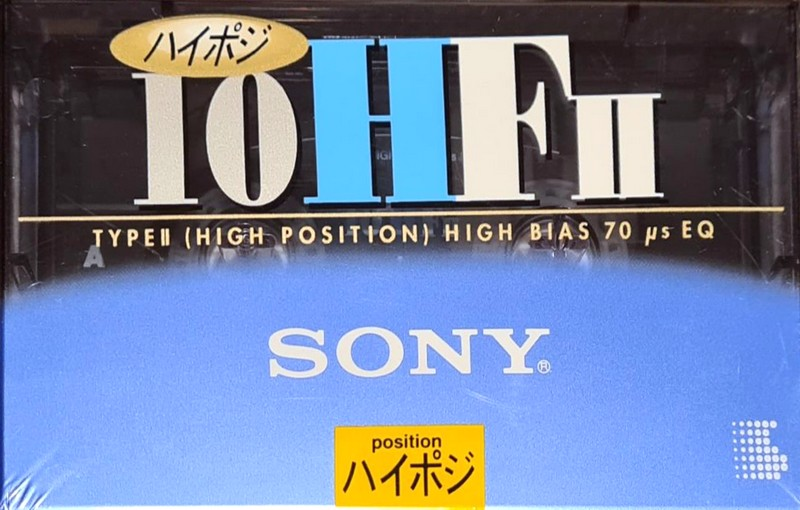 ハイポジ
10HFII
TYPEII (HIGH POSITION) HIGH BIAS 70 µs EQ
A
SONY®
position
ハイポジ